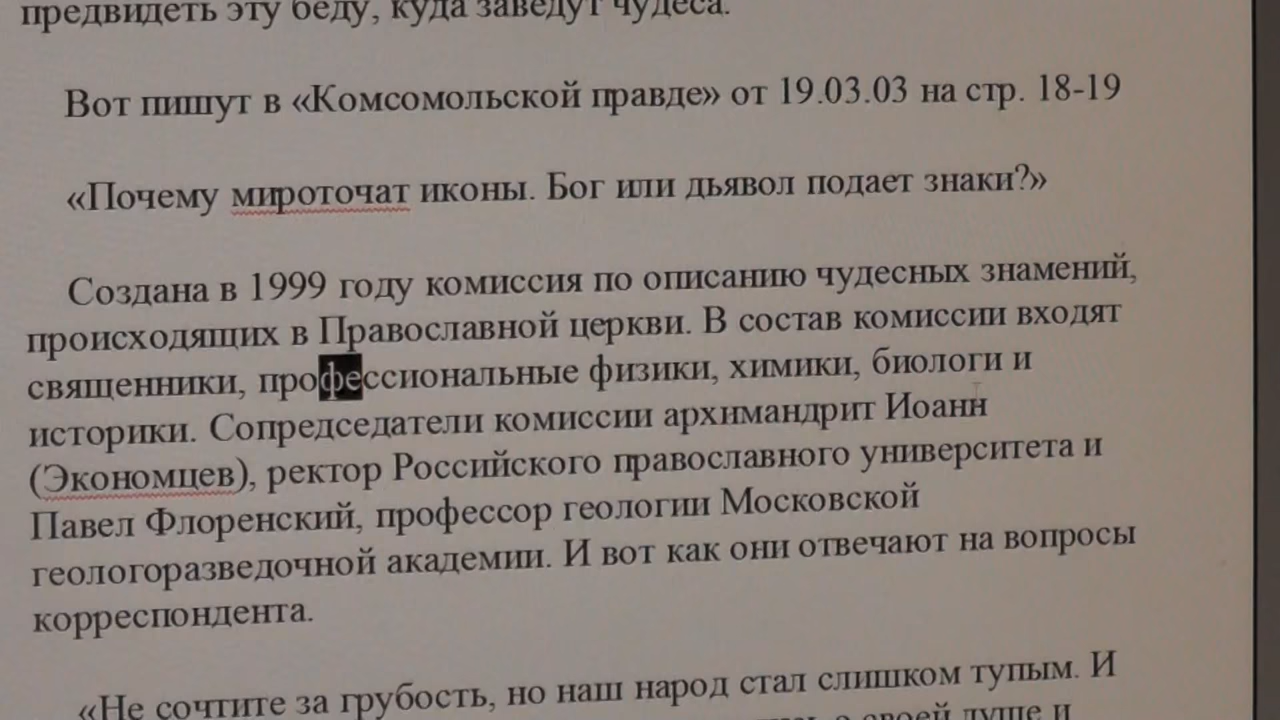 предвидеть эту беду, куда заведут чудеса.
Вот пишут в «Комсомольской правде» от 19.03.03 на стр. 18-19
«Почему мироточат иконы. Бог или дьявол подает знаки?»
Создана в 1999 году комиссия по описанию чудесных знамений,
происходящих в Православной церкви. В состав комиссии входят
священники, профессиональные физики, химики, биологи и
историки. Сопредседатели комиссии архимандрит Иоанн
(Экономцев), ректор Российского православного университета и
Павел Флоренский, профессор геологии Московской
геологоразведочной академии. И вот как они отвечают на вопросы
корреспондента.
«Не сочтите за грубость, но наш народ стал слишком тупым. И
о своей душе и